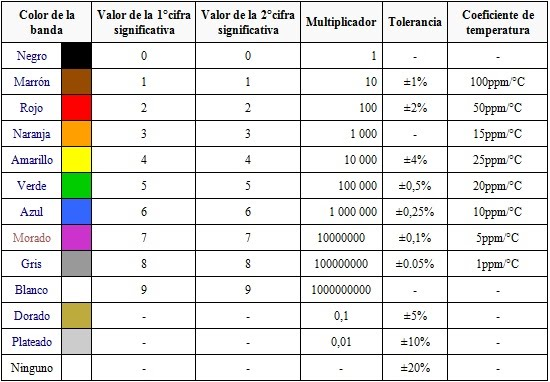 Color de la banda Valor de la 1°cifra significativa Valor de la 2°cifra significativa Multiplicador Tolerancia Coeficiente de temperatura
Negro 0 0 1 - -
Marrón 1 1 10 ±1% 100ppm/°C
Rojo 2 2 100 ±2% 50ppm/°C
Naranja 3 3 1 000 - 15ppm/°C
Amarillo 4 4 10 000 ±4% 25ppm/°C
Verde 5 5 100 000 ±0,5% 20ppm/°C
Azul 6 6 1 000 000 ±0,25% 10ppm/°C
Morado 7 7 10000000 ±0,1% 5ppm/°C
Gris 8 8 100000000 ±0.05% 1ppm/°C
Blanco 9 9 1000000000 - -
Dorado - - 0,1 ±5% -
Plateado - - 0,01 ±10% -
Ninguno - - - ±20% -